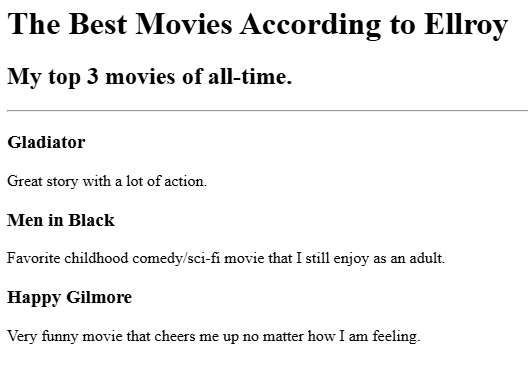 The Best Movies According to Ellroy
My top 3 movies of all-time.
Gladiator
Great story with a lot of action.
Men in Black
Favorite childhood comedy/sci-fi movie that I still enjoy as an adult.
Happy Gilmore
Very funny movie that cheers me up no matter how I am feeling.